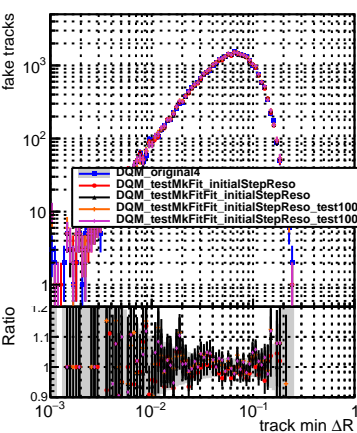 fake tracks
10³
10²
10
1
DQM_original4
DQM_testMkFit_initialStepReso
DQM_testMkFitFit_initialStepReso
DQM_testMkFitFit_initialStepReso_test100
DQM_testMkFitFit_initialStepReso_test100
Ratio
1.2
1.1
1
0.9
10⁻³ 10⁻² 10⁻¹ 1
track min ΔR